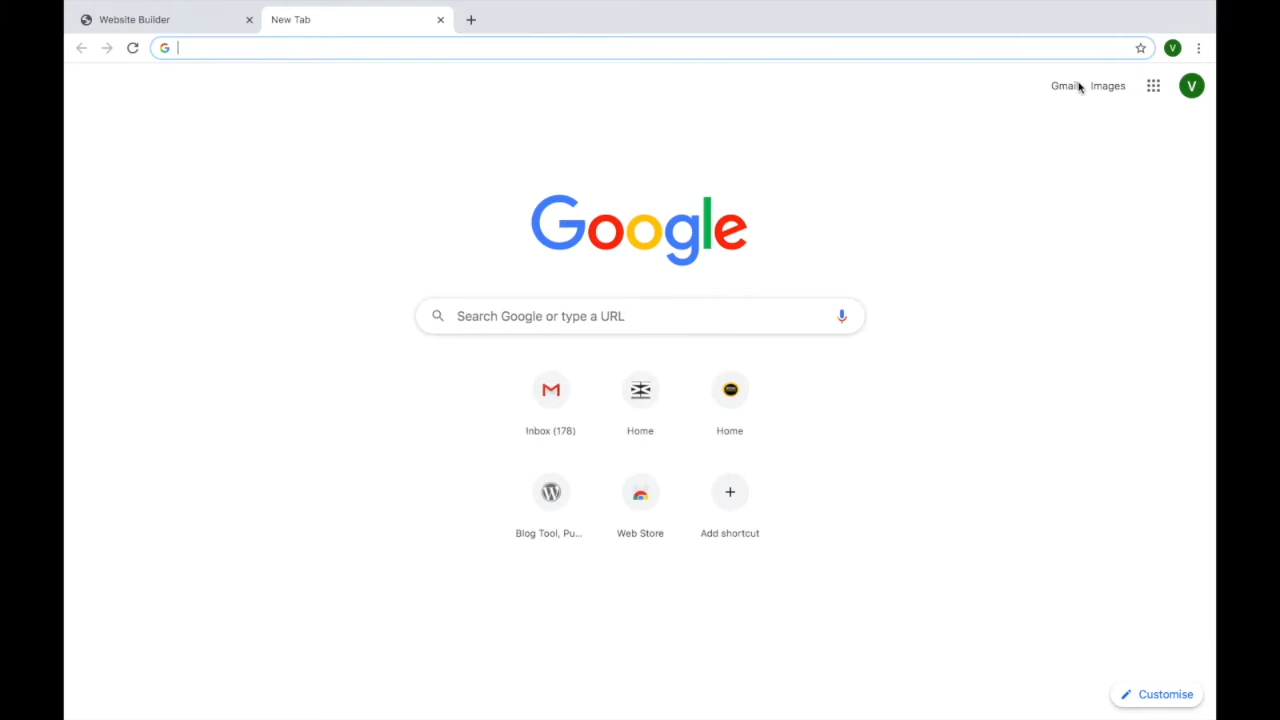 Website Builder
New Tab
V
Gmail Images
V
Google
Search Google or type a URL
Inbox (178) Home Home
Blog Tool, Pu... Web Store Add shortcut
Customise